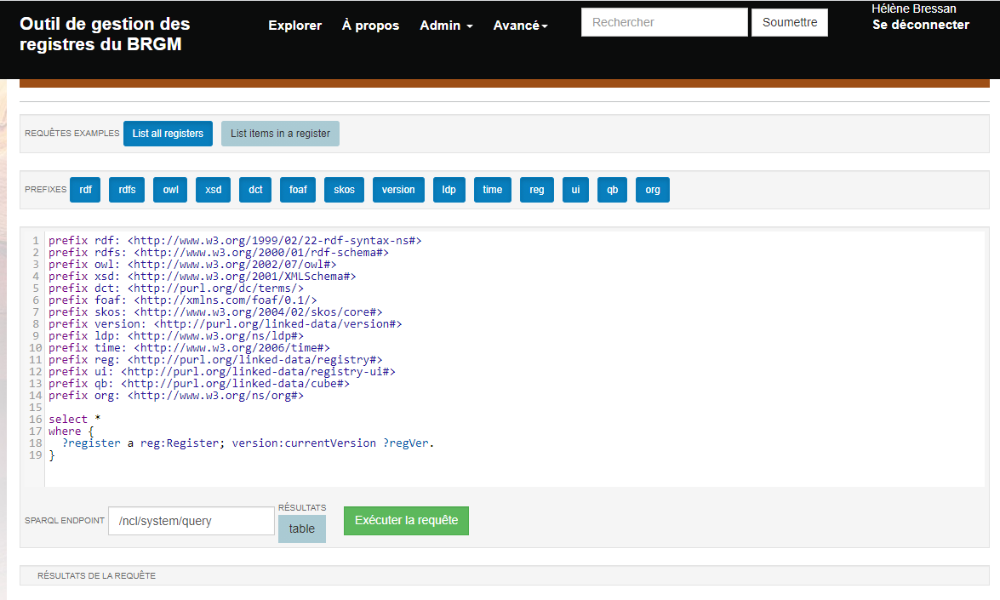 Outil de gestion des
registres du BRGM
Explorer À propos Admin Avancé Rechercher Soumettre
Hélène Bressan
Se déconnecter
REQUÊTES EXAMPLES List all registers List items in a register
PREFIXES rdf rdfs owl xsd dct foaf skos version ldp time reg ui qb org
1 prefix rdf: <http://www.w3.org/1999/02/22-rdf-syntax-ns#>
2 prefix rdfs: <http://www.w3.org/2000/01/rdf-schema#>
3 prefix owl: <http://www.w3.org/2002/07/owl#>
4 prefix xsd: <http://www.w3.org/2001/XMLSchema#>
5 prefix dct: <http://purl.org/dc/terms/>
6 prefix foaf: <http://xmlns.com/foaf/0.1/>
7 prefix skos: <http://www.w3.org/2004/02/skos/core#>
8 prefix version: <http://purl.org/linked-data/version#>
9 prefix ldp: <http://www.w3.org/ns/ldp#>
10 prefix time: <http://www.w3.org/2006/time#>
11 prefix reg: <http://purl.org/linked-data/registry#>
12 prefix ui: <http://purl.org/linked-data/registry-ui#>
13 prefix qb: <http://purl.org/linked-data/cube#>
14 prefix org: <http://www.w3.org/ns/org#>
15
16 select *
17 where {
18 ?register a reg:Register; version:currentVersion ?regVer.
19 }
RÉSULTATS
SPARQL ENDPOINT /ncl/system/query table Exécuter la requête
RÉSULTATS DE LA REQUÊTE